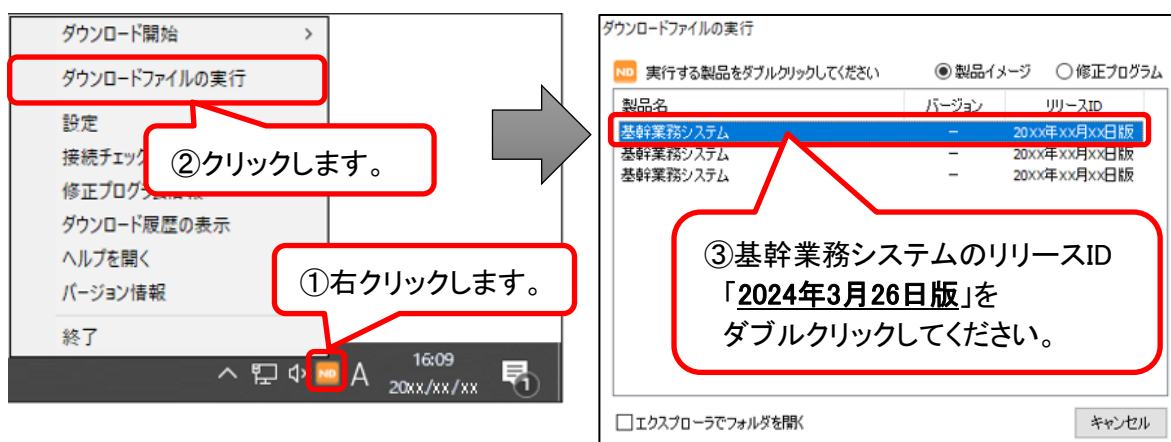 ダウンロード開始 >
ダウンロードファイルの実行
設定
接続チェック
修正プログラム情報
ダウンロード履歴の表示
ヘルプを開く
バージョン情報
終了
②クリックします。
①右クリックします。
ND
A
16:09
20xx/xx/xx
1
ダウンロードファイルの実行
ND 実行する製品をダブルクリックしてください 製品イメージ 修正プログラム
製品名 バージョン リリースID
基幹業務システム － 20xx年xx月xx日版
基幹業務システム － 20xx年xx月xx日版
基幹業務システム － 20xx年xx月xx日版
③基幹業務システムのリリースID
「2024年3月26日版」を
ダブルクリックしてください。
エクスプローラでフォルダを開く
キャンセル